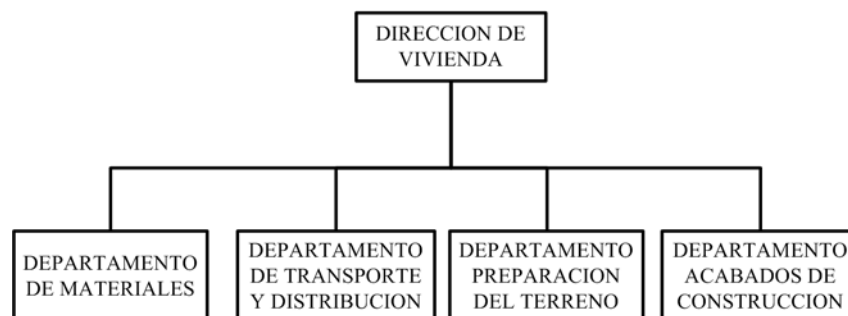 DIRECCION DE
VIVIENDA
DEPARTAMENTO
DE MATERIALES
DEPARTAMENTO
DE TRANSPORTE
Y DISTRIBUCION
DEPARTAMENTO
PREPARACION
DEL TERRENO
DEPARTAMENTO
ACABADOS DE
CONSTRUCCION